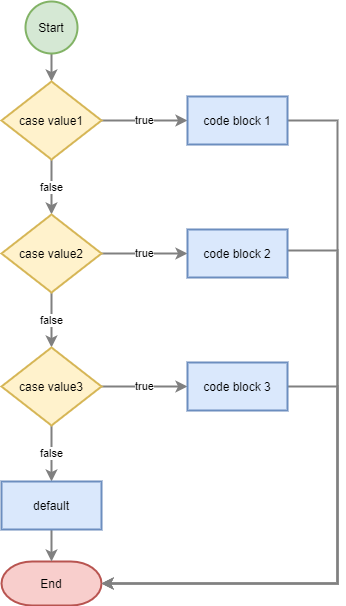 Start
case value1
true
code block 1
false
case value2
true
code block 2
false
case value3
true
code block 3
false
default
End